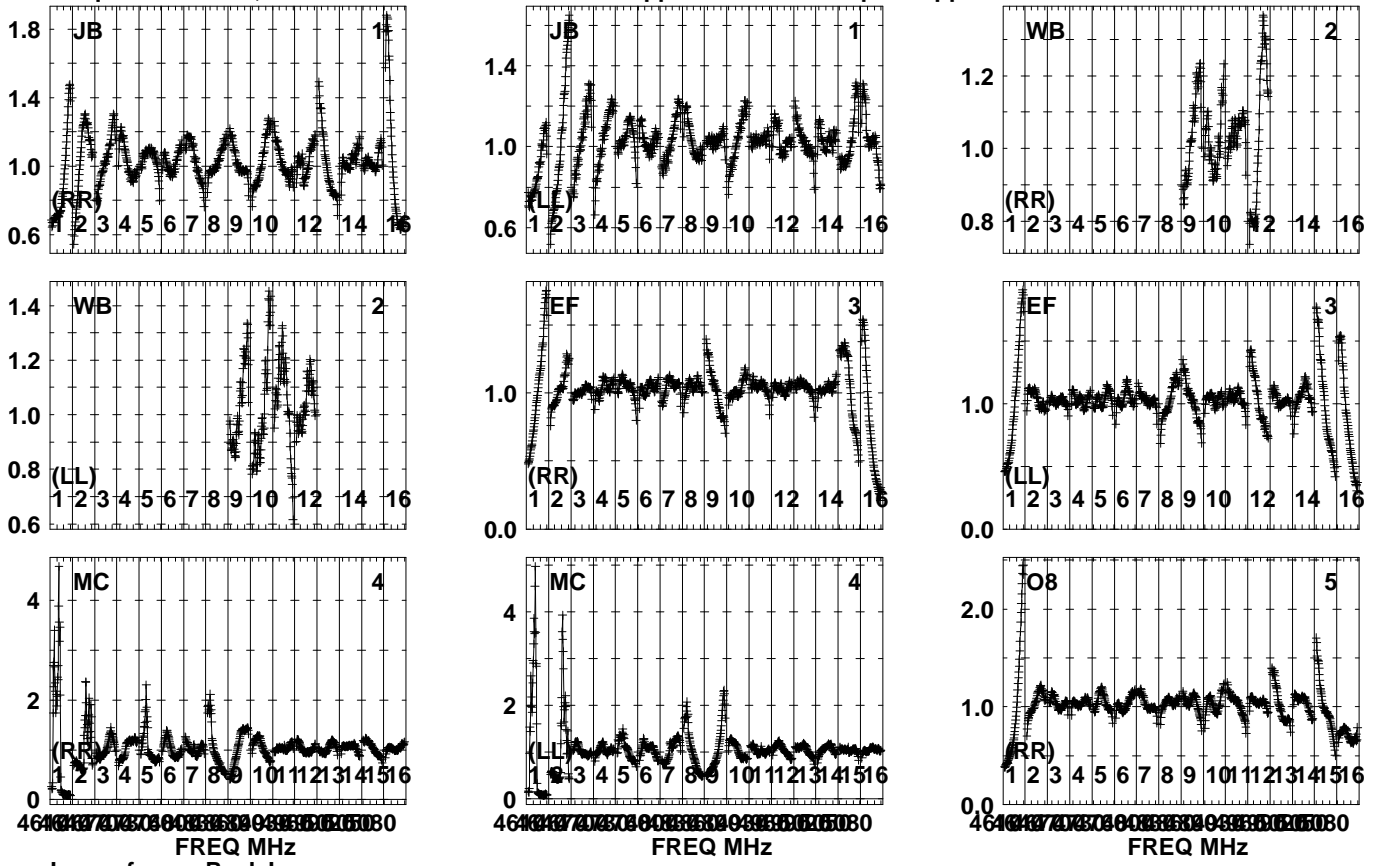 JB 1
1.8
1.4
1.0
0.6
(RR)
1 2 3 4 5 6 7 8 9 10 12 14 16
JB 1
1.4
1.0
0.6
(LL)
1 2 3 4 5 6 7 8 9 10 12 14 16
WB 2
1.2
1.0
0.8
(RR)
1 2 3 4 5 6 7 8 9 10 12 14 16
WB 2
1.4
1.2
1.0
0.8
0.6
(LL)
1 2 3 4 5 6 7 8 9 10 12 14 16
EF 3
1.0
0.0
(RR)
1 2 3 4 5 6 7 8 9 10 12 14 16
EF 3
1.0
0.0
(LL)
1 2 3 4 5 6 7 8 9 10 12 14 16
MC 4
4
2
0
(RR)
1 2 3 4 5 6 7 8 9 10 11 12 13 14 15 16
FREQ MHz
MC 4
4
2
0
(LL)
1 3 4 5 6 7 8 9 10 11 12 13 14 15 16
FREQ MHz
O8 5
2.0
1.0
0.0
(RR)
1 2 3 4 5 6 7 8 9 10 11 12 13 14 15 16
FREQ MHz